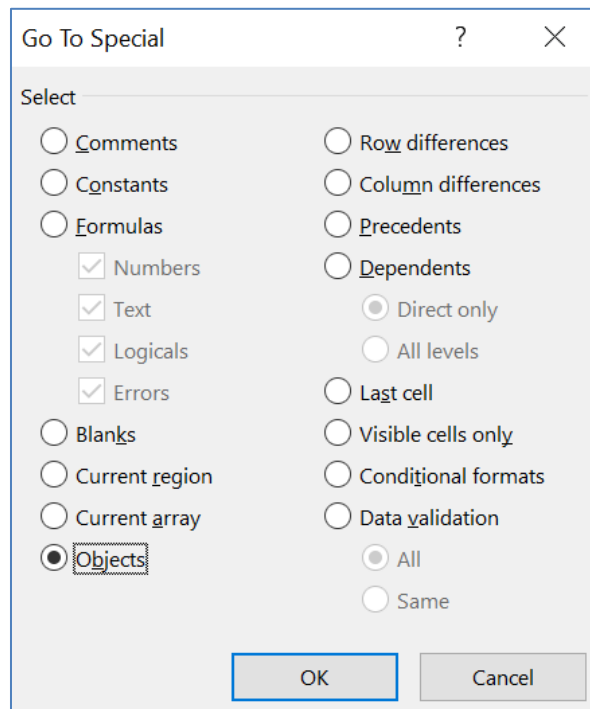 Go To Special ?
Select
Comments
Constants
Formulas
Numbers
Text
Logicals
Errors
Blanks
Current region
Current array
Objects
Row differences
Column differences
Precedents
Dependents
Direct only
All levels
Last cell
Visible cells only
Conditional formats
Data validation
All
Same
OK
Cancel